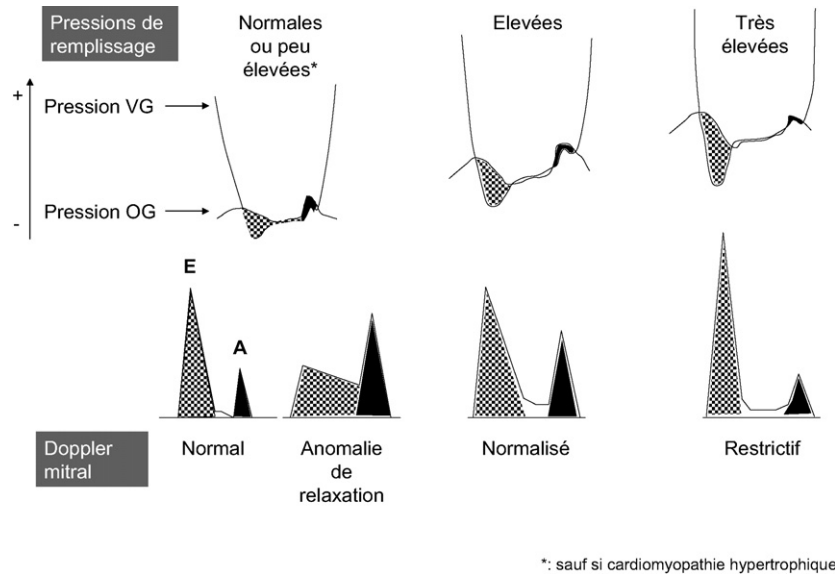 Pressions de
remplissage
Normales
ou peu
élevées*
Elevées
Très
élevées
+
Pression VG
Pression OG
-
E
A
Doppler
mitral
Normal
Anomalie
de
relaxation
Normalisé
Restrictif
*: sauf si cardiomyopathie hypertrophique